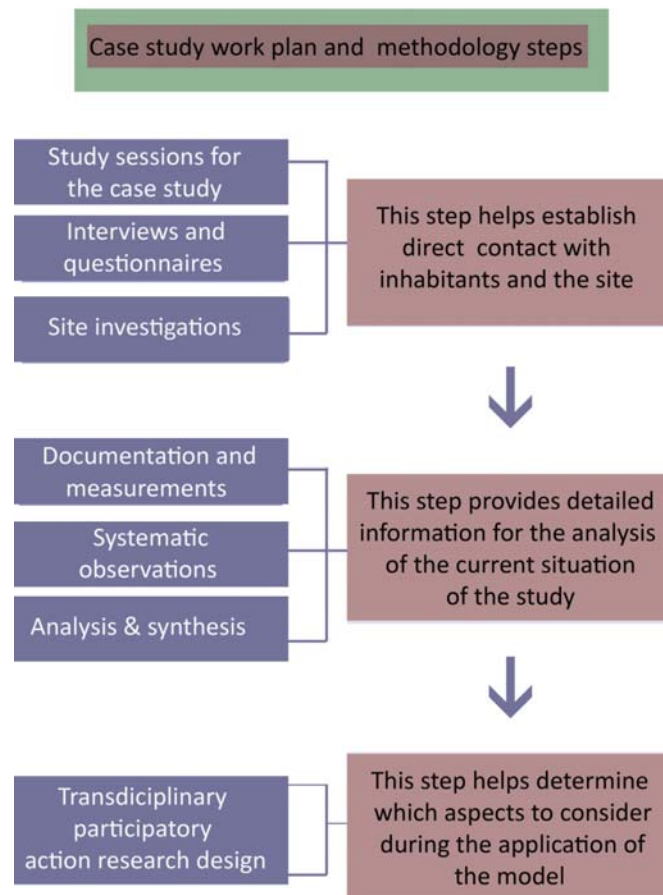 Case study work plan and methodology steps
Study sessions for
the case study
Interviews and
questionnaires
Site investigations
This step helps establish
direct contact with
inhabitants and the site
Documentation and
measurements
Systematic
observations
Analysis & synthesis
This step provides detailed
information for the analysis
of the current situation
of the study
Transdiciplinary
participatory
action research design
This step helps determine
which aspects to consider
during the application of
the model